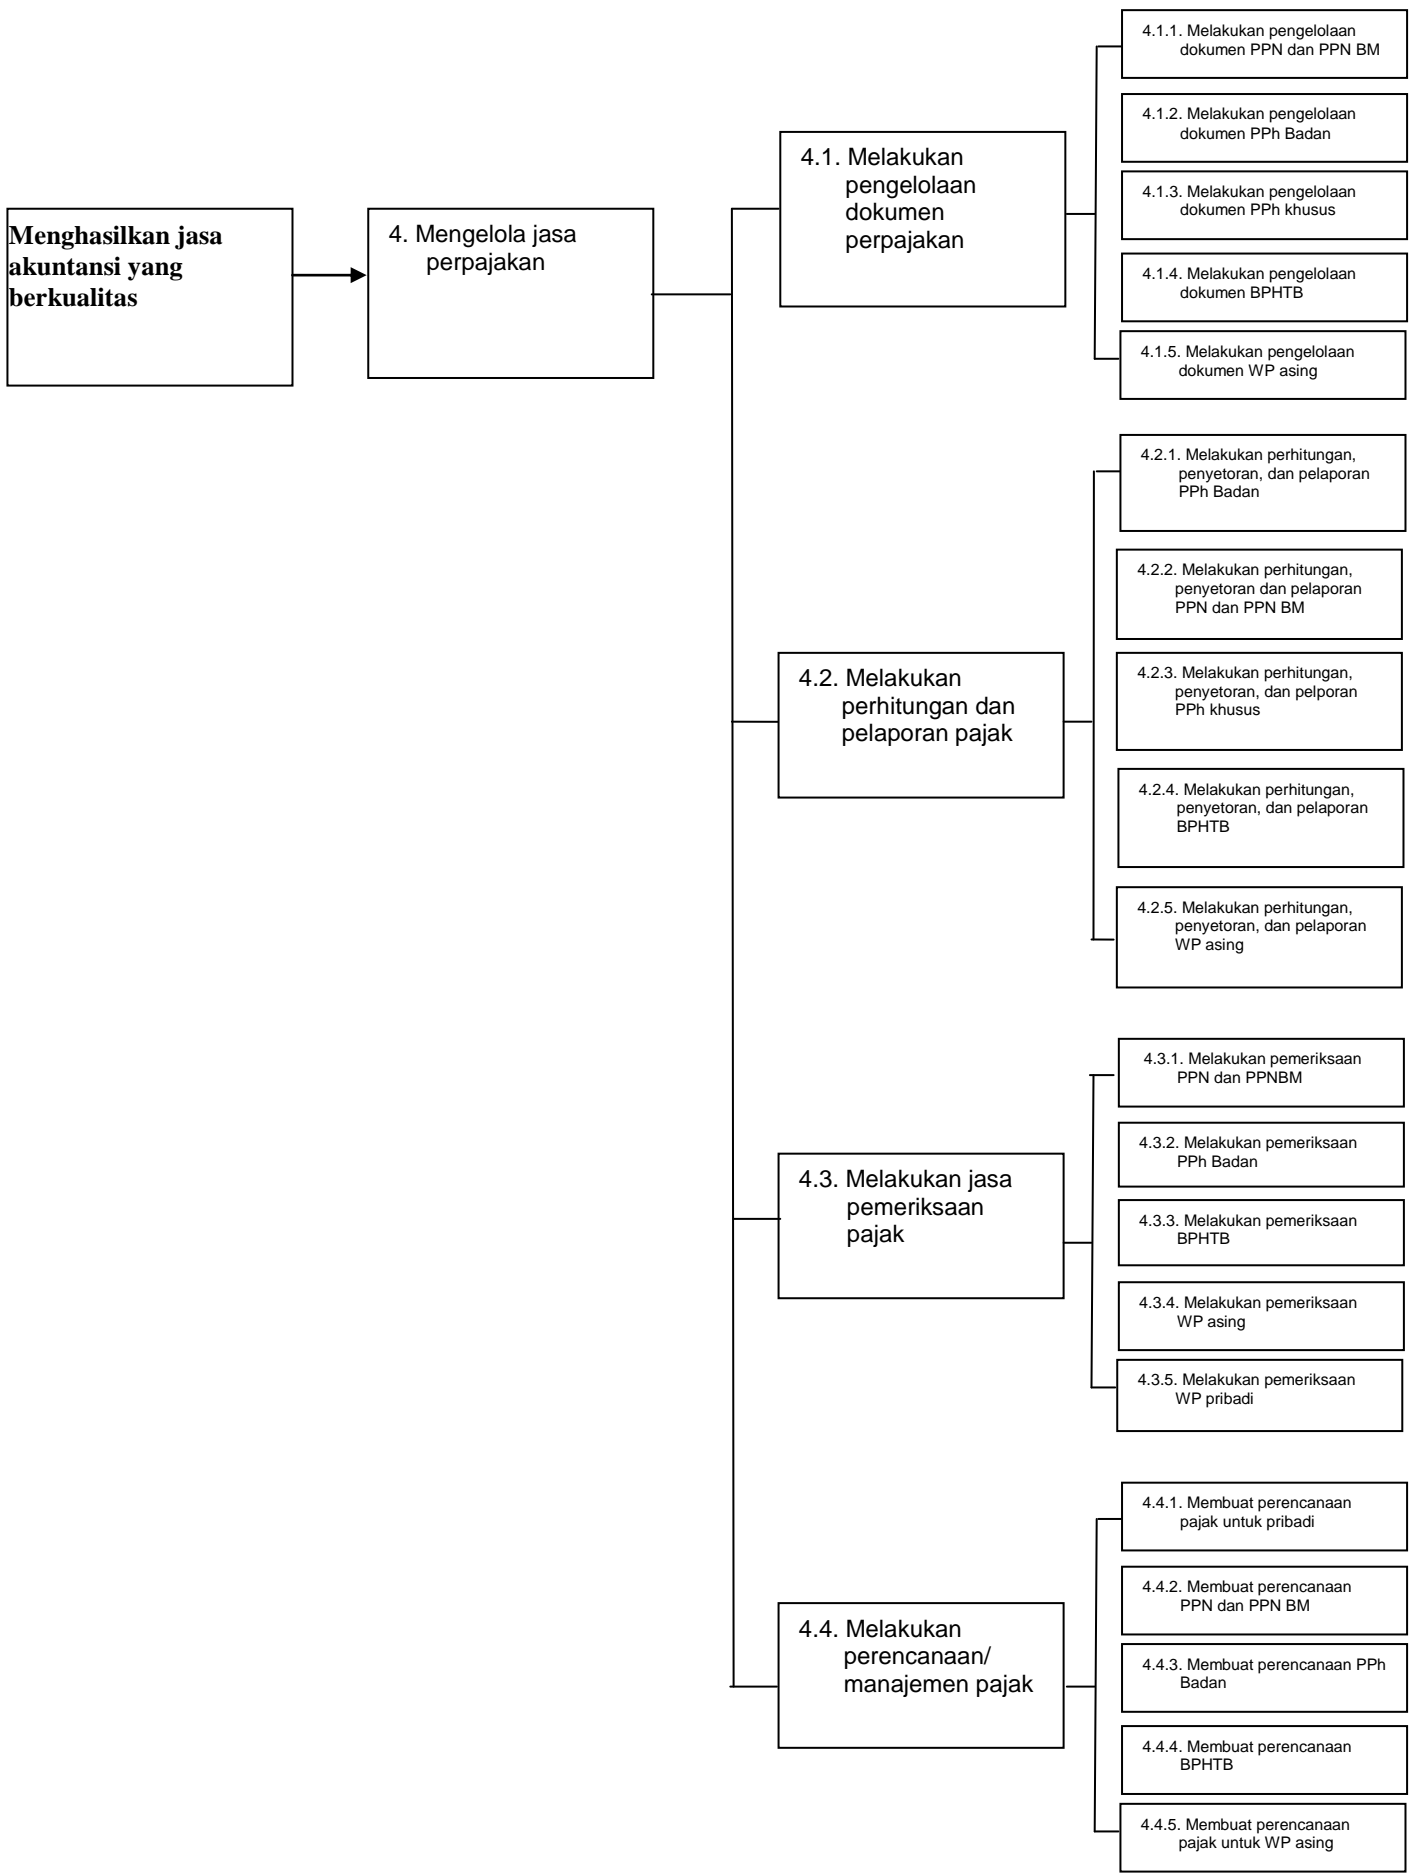 Menghasilkan jasa
akuntansi yang
berkualitas
4. Mengelola jasa
perpajakan
4.1. Melakukan
pengelolaan
dokumen
perpajakan
4.1.1. Melakukan pengelolaan
dokumen PPN dan PPN BM
4.1.2. Melakukan pengelolaan
dokumen PPh Badan
4.1.3. Melakukan pengelolaan
dokumen PPh khusus
4.1.4. Melakukan pengelolaan
dokumen BPHTB
4.1.5. Melakukan pengelolaan
dokumen WP asing
4.2. Melakukan
perhitungan dan
pelaporan pajak
4.2.1. Melakukan perhitungan,
penyetoran, dan pelaporan
PPh Badan
4.2.2. Melakukan perhitungan,
penyetoran dan pelaporan
PPN dan PPN BM
4.2.3. Melakukan perhitungan,
penyetoran, dan pelporan
PPh khusus
4.2.4. Melakukan perhitungan,
penyetoran, dan pelaporan
BPHTB
4.2.5. Melakukan perhitungan,
penyetoran, dan pelaporan
WP asing
4.3. Melakukan jasa
pemeriksaan
pajak
4.3.1. Melakukan pemeriksaan
PPN dan PPNBM
4.3.2. Melakukan pemeriksaan
PPh Badan
4.3.3. Melakukan pemeriksaan
BPHTB
4.3.4. Melakukan pemeriksaan
WP asing
4.3.5. Melakukan pemeriksaan
WP pribadi
4.4. Melakukan
perencanaan/
manajemen pajak
4.4.1. Membuat perencanaan
pajak untuk pribadi
4.4.2. Membuat perencanaan
PPN dan PPN BM
4.4.3. Membuat perencanaan PPh
Badan
4.4.4. Membuat perencanaan
BPHTB
4.4.5. Membuat perencanaan
pajak untuk WP asing